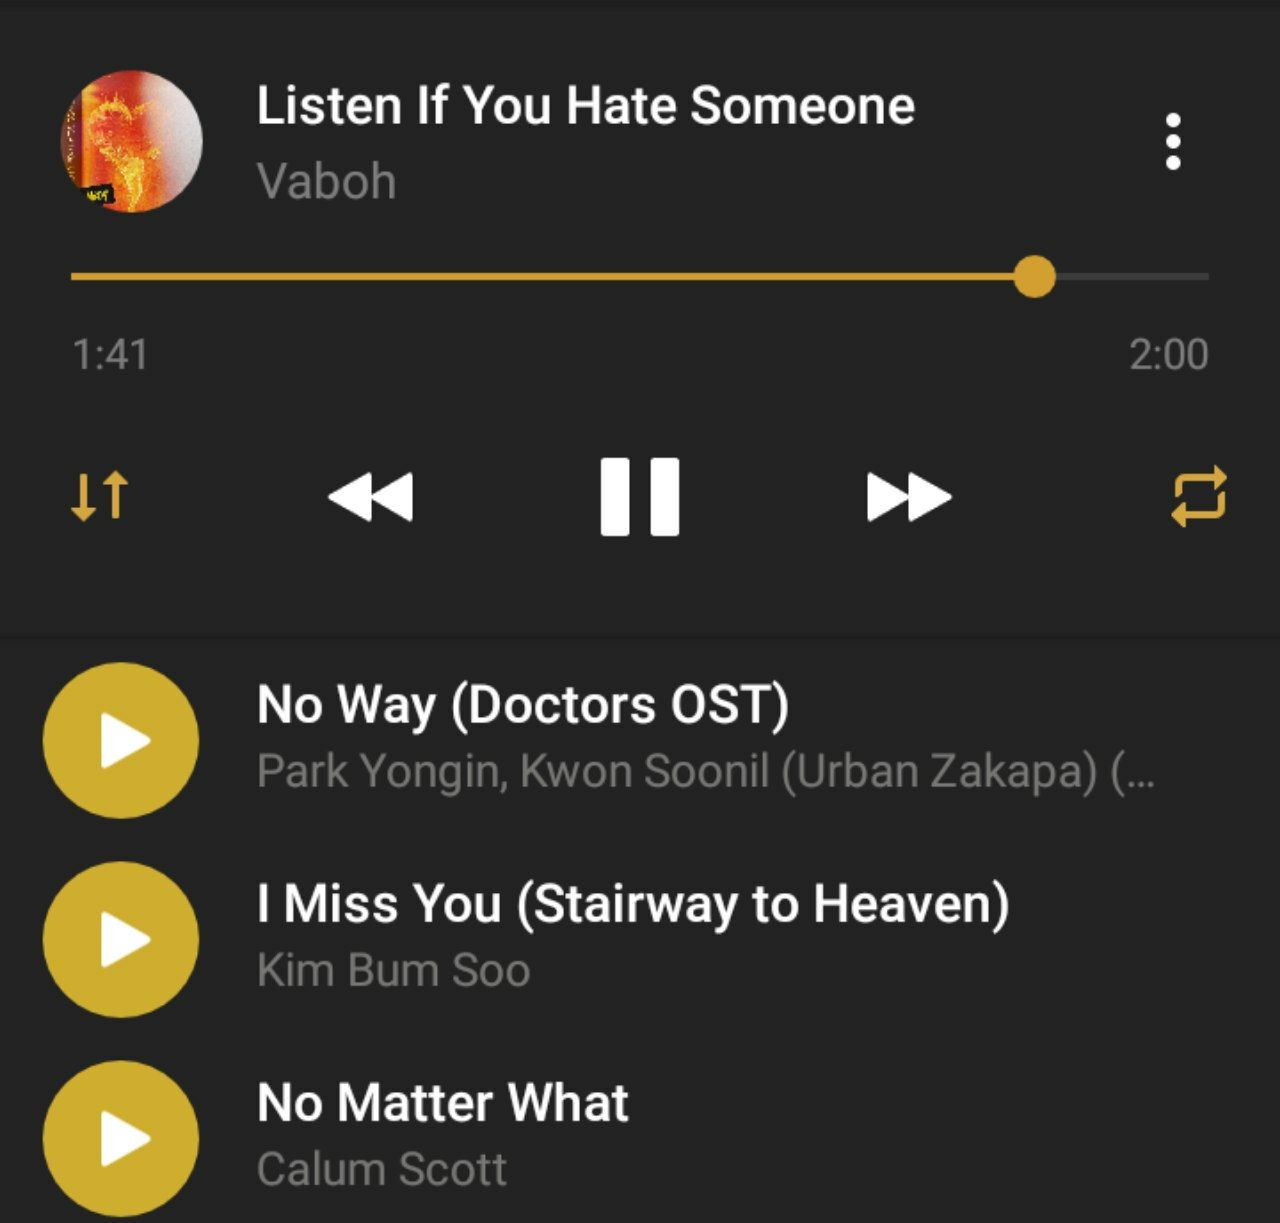 Listen If You Hate Someone
Vaboh
1:41
2:00
No Way (Doctors OST)
Park Yongin, Kwon Soonil (Urban Zakapa) (...
I Miss You (Stairway to Heaven)
Kim Bum Soo
No Matter What
Calum Scott